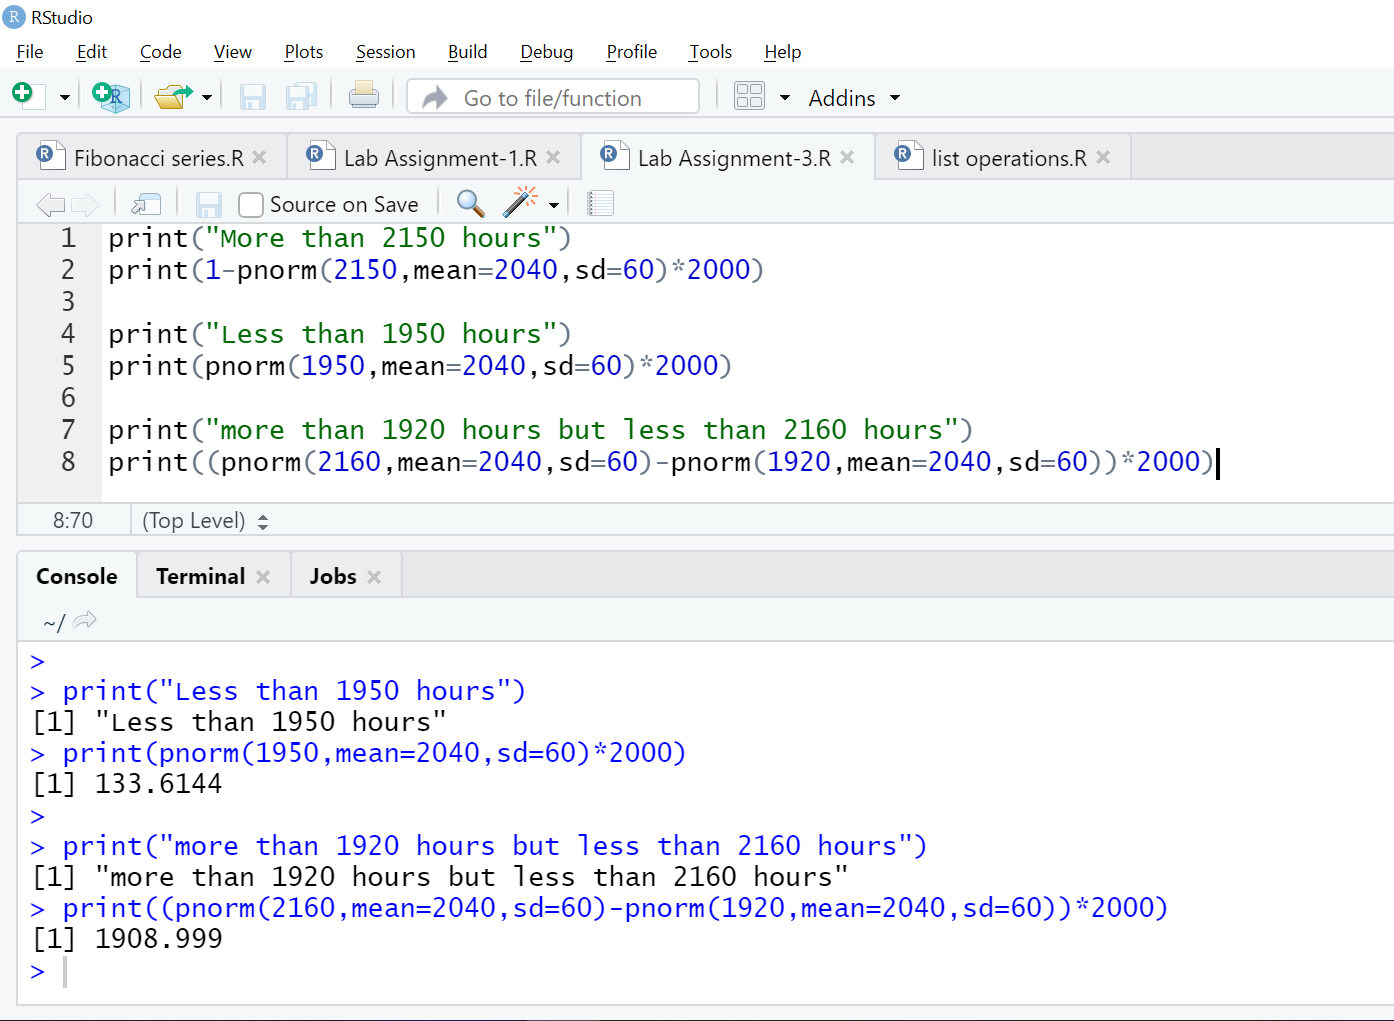 RStudio
File Edit Code View Plots Session Build Debug Profile Tools Help
Go to file/function Addins
Fibonacci series.R Lab Assignment-1.R Lab Assignment-3.R list operations.R
Source on Save
1 print("More than 2150 hours")
2 print(1-pnorm(2150,mean=2040,sd=60)*2000)
3
4 print("Less than 1950 hours")
5 print(pnorm(1950,mean=2040,sd=60)*2000)
6
7 print("more than 1920 hours but less than 2160 hours")
8 print((pnorm(2160,mean=2040,sd=60)-pnorm(1920,mean=2040,sd=60))*2000)
8:70 (Top Level)
Console Terminal Jobs
~/
>
> print("Less than 1950 hours")
[1] "Less than 1950 hours"
> print(pnorm(1950,mean=2040,sd=60)*2000)
[1] 133.6144
>
> print("more than 1920 hours but less than 2160 hours")
[1] "more than 1920 hours but less than 2160 hours"
> print((pnorm(2160,mean=2040,sd=60)-pnorm(1920,mean=2040,sd=60))*2000)
[1] 1908.999
>